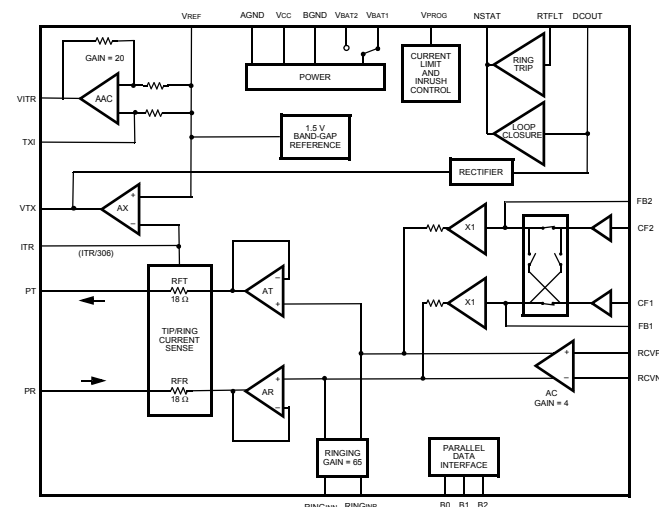 VREF AGND VCC BGND VBAT2 VBAT1 VPROG NSTAT RTFLT DCOUT
GAIN = 20
AAC
VITR
TXI
POWER
CURRENT
LIMIT
AND
INRUSH
CONTROL
RING
TRIP
LOOP
CLOSURE
1.5 V
BAND-GAP
REFERENCE
RECTIFIER
VTX
AX
+
–
ITR
(ITR/306)
FB2
CF2
X1
X1
CF1
FB1
PT
RFT
18 Ω
AT
–
+
TIP/RING
CURRENT
SENSE
PR
RFR
18 Ω
AR
+
–
RCVP
RCVN
+
–
AC
GAIN = 4
RINGING
GAIN = 65
PARALLEL
DATA
INTERFACE
RINGINN RINGINP B0 B1 B2